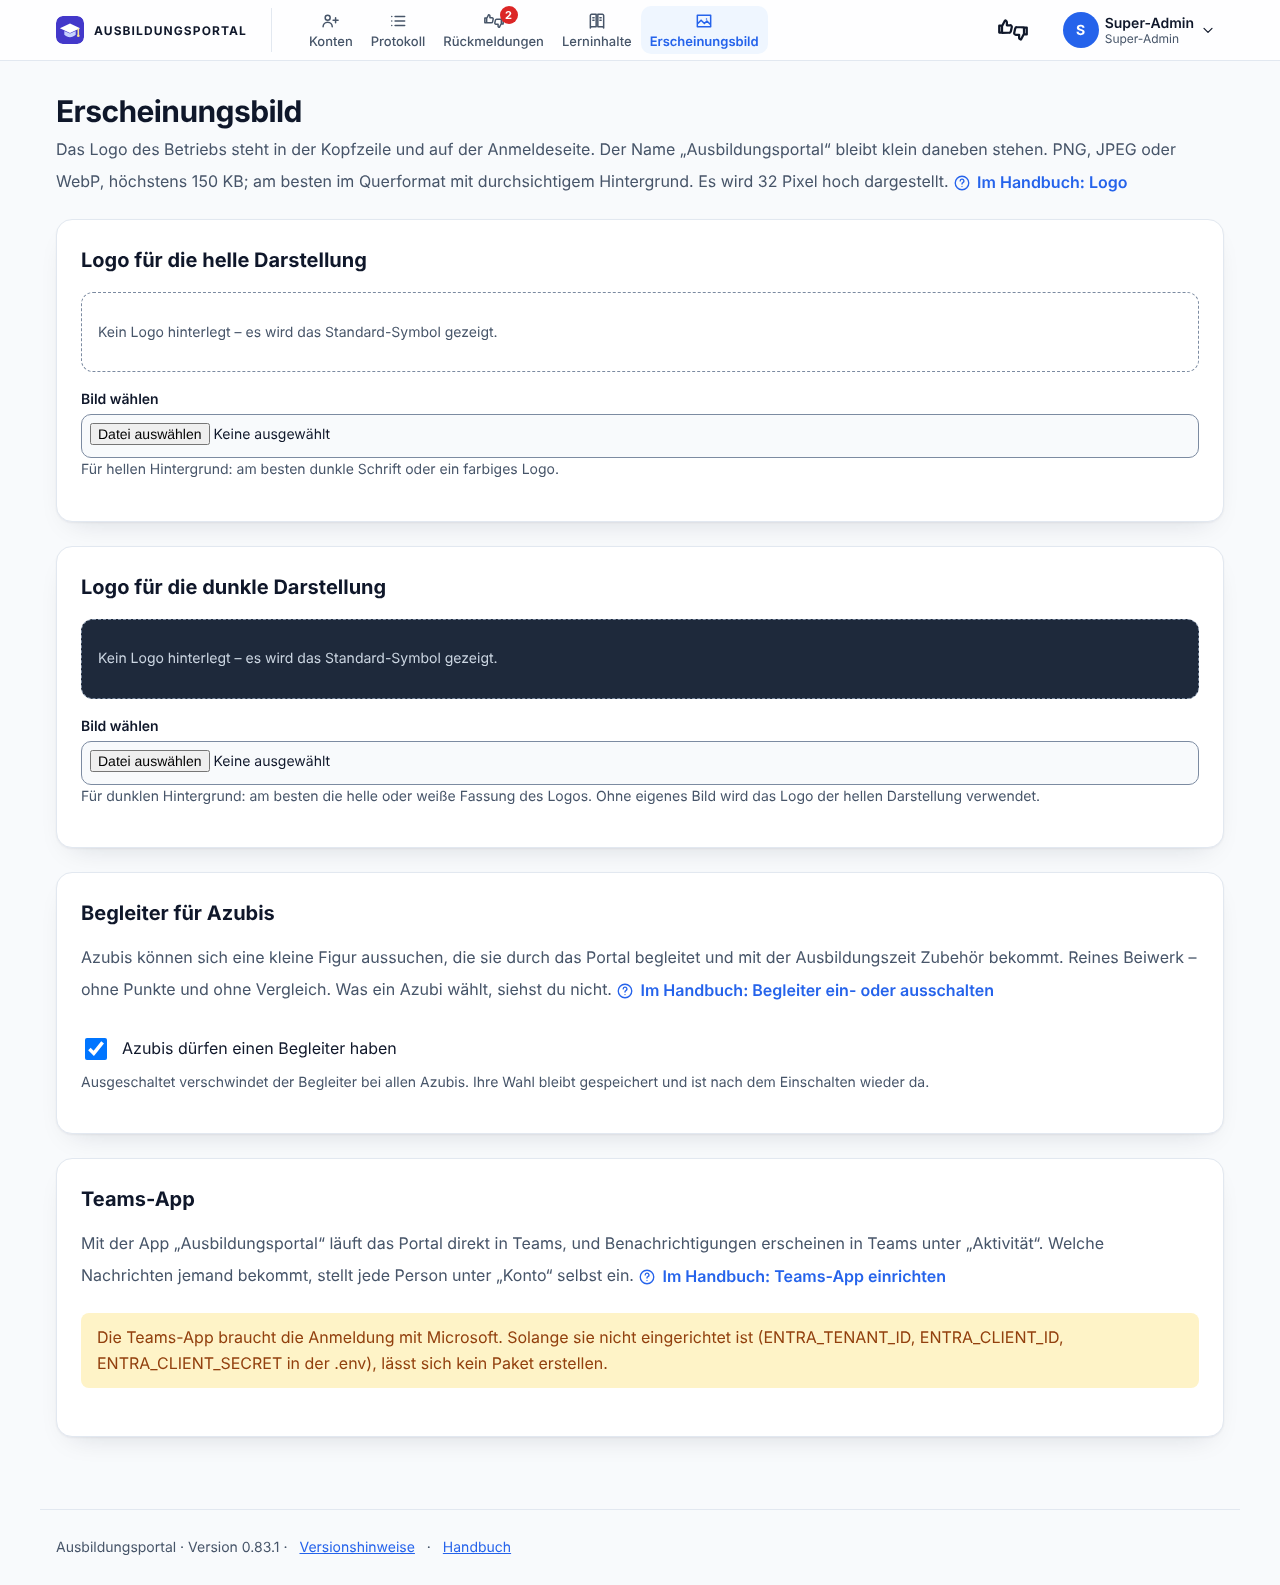 AUSBILDUNGSPORTAL
Konten
Protokoll
2
Rückmeldungen
Lerninhalte
Erscheinungsbild
S
Super-Admin
Super-Admin
Erscheinungsbild
Das Logo des Betriebs steht in der Kopfzeile und auf der Anmeldeseite. Der Name „Ausbildungsportal“ bleibt klein daneben stehen. PNG, JPEG oder
WebP, höchstens 150 KB; am besten im Querformat mit durchsichtigem Hintergrund. Es wird 32 Pixel hoch dargestellt. Im Handbuch: Logo
Logo für die helle Darstellung
Kein Logo hinterlegt – es wird das Standard-Symbol gezeigt.
Bild wählen
Datei auswählen Keine ausgewählt
Für hellen Hintergrund: am besten dunkle Schrift oder ein farbiges Logo.
Logo für die dunkle Darstellung
Kein Logo hinterlegt – es wird das Standard-Symbol gezeigt.
Bild wählen
Datei auswählen Keine ausgewählt
Für dunklen Hintergrund: am besten die helle oder weiße Fassung des Logos. Ohne eigenes Bild wird das Logo der hellen Darstellung verwendet.
Begleiter für Azubis
Azubis können sich eine kleine Figur aussuchen, die sie durch das Portal begleitet und mit der Ausbildungszeit Zubehör bekommt. Reines Beiwerk –
ohne Punkte und ohne Vergleich. Was ein Azubi wählt, siehst du nicht. Im Handbuch: Begleiter ein- oder ausschalten
Azubis dürfen einen Begleiter haben
Ausgeschaltet verschwindet der Begleiter bei allen Azubis. Ihre Wahl bleibt gespeichert und ist nach dem Einschalten wieder da.
Teams-App
Mit der App „Ausbildungsportal“ läuft das Portal direkt in Teams, und Benachrichtigungen erscheinen in Teams unter „Aktivität“. Welche
Nachrichten jemand bekommt, stellt jede Person unter „Konto“ selbst ein. Im Handbuch: Teams-App einrichten
Die Teams-App braucht die Anmeldung mit Microsoft. Solange sie nicht eingerichtet ist (ENTRA_TENANT_ID, ENTRA_CLIENT_ID,
ENTRA_CLIENT_SECRET in der .env), lässt sich kein Paket erstellen.
Ausbildungsportal · Version 0.83.1 · Versionshinweise · Handbuch